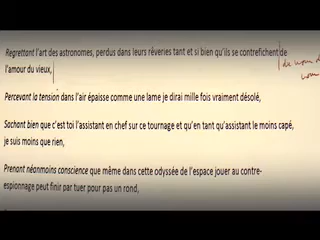 Regrettant l'art des astronomes, perdus dans leurs rêveries tant et si bien qu'ils se contrefichent de
l'amour du vieux,
Percevant la tension dans l'air épaisse comme une lame je dirai mille fois vraiment désolé,
Sachant bien que c'est toi l'assistant en chef sur ce tournage et qu'en tant qu'assistant le moins capé,
je suis moins que rien,
Prenant néanmoins conscience que même dans cette odyssée de l'espace jouer au contre-
espionnage peut finir par tuer pour pas un rond,